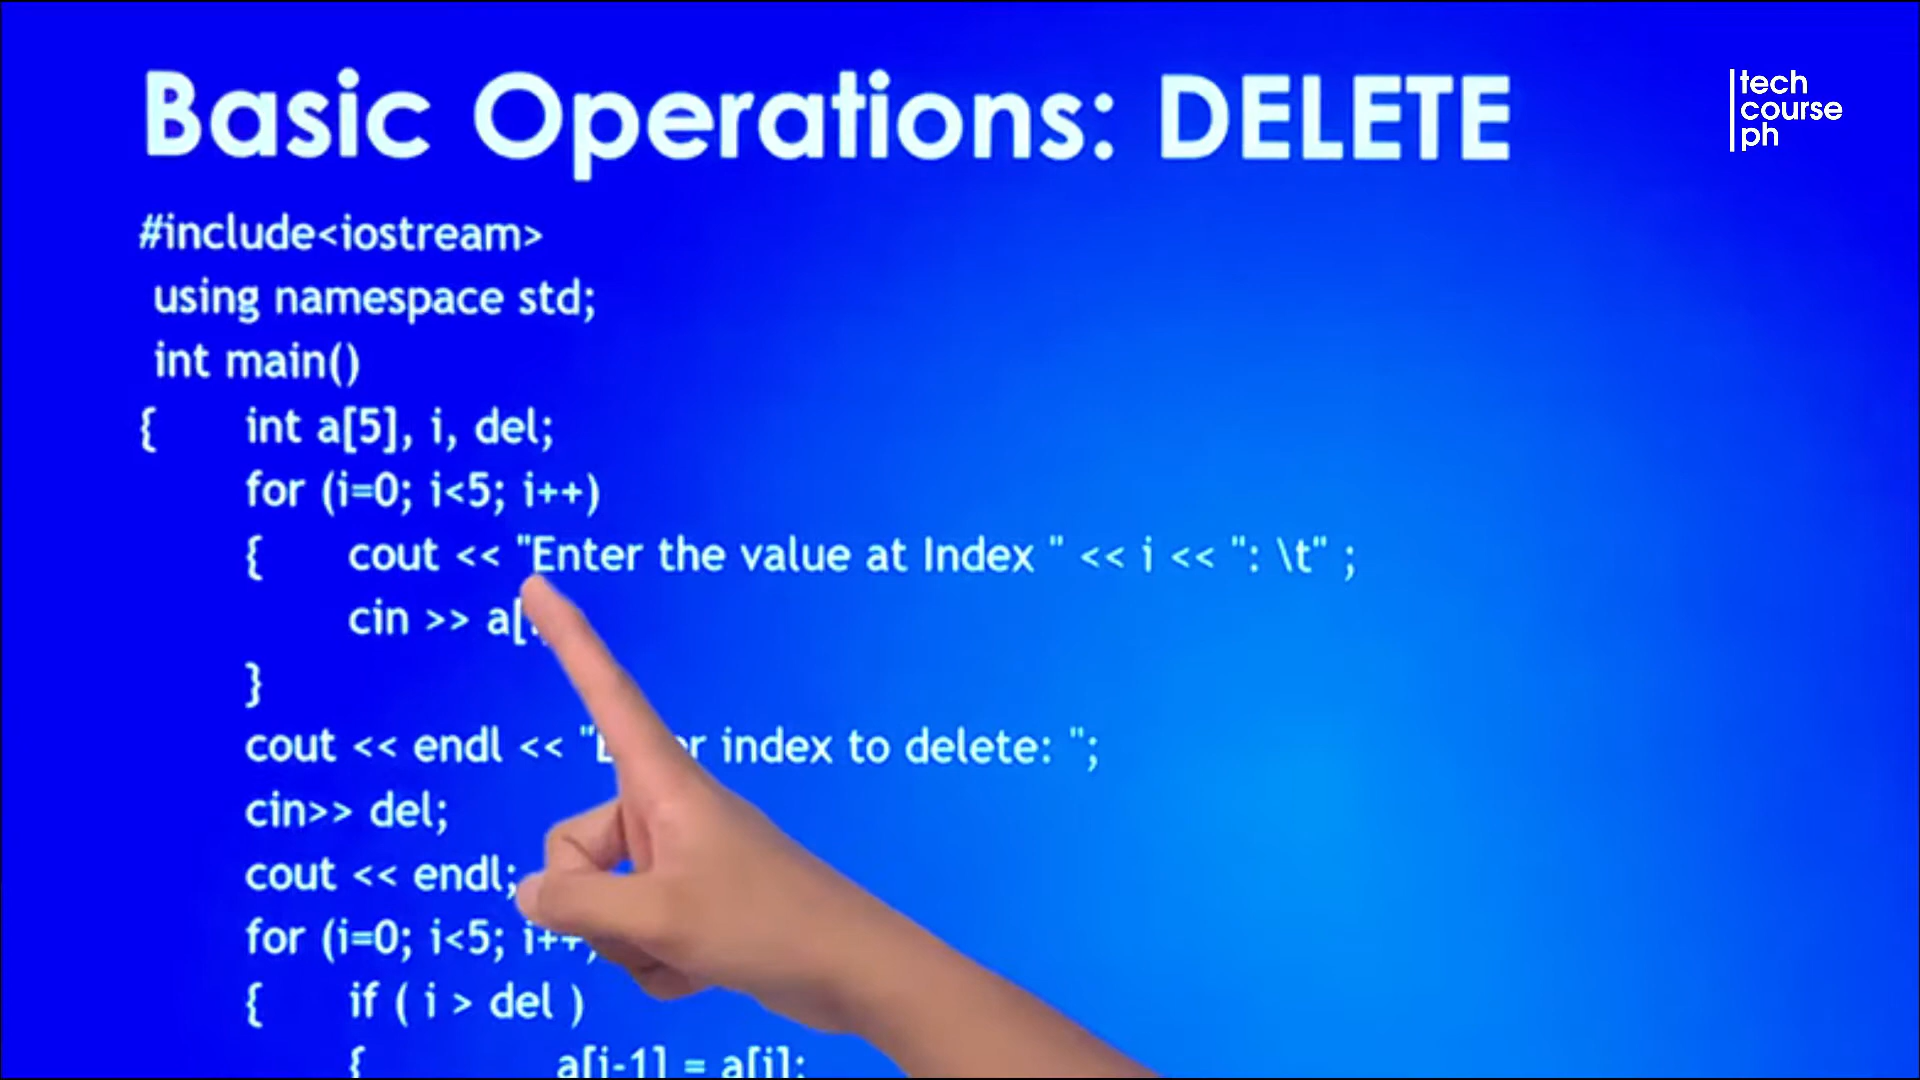 Basic Operations: DELETE
tech
course
ph
#include<iostream>
using namespace std;
int main()
{ int a[5], i, del;
for (i=0; i<5; i++)
{ cout << "Enter the value at Index " << i << ": \t" ;
cin >> a[
}
cout << endl << " index to delete: ";
cin>> del;
cout << endl;
for (i=0; i<5; i++
{ if ( i > del )
{ a[i-1] = a[i];